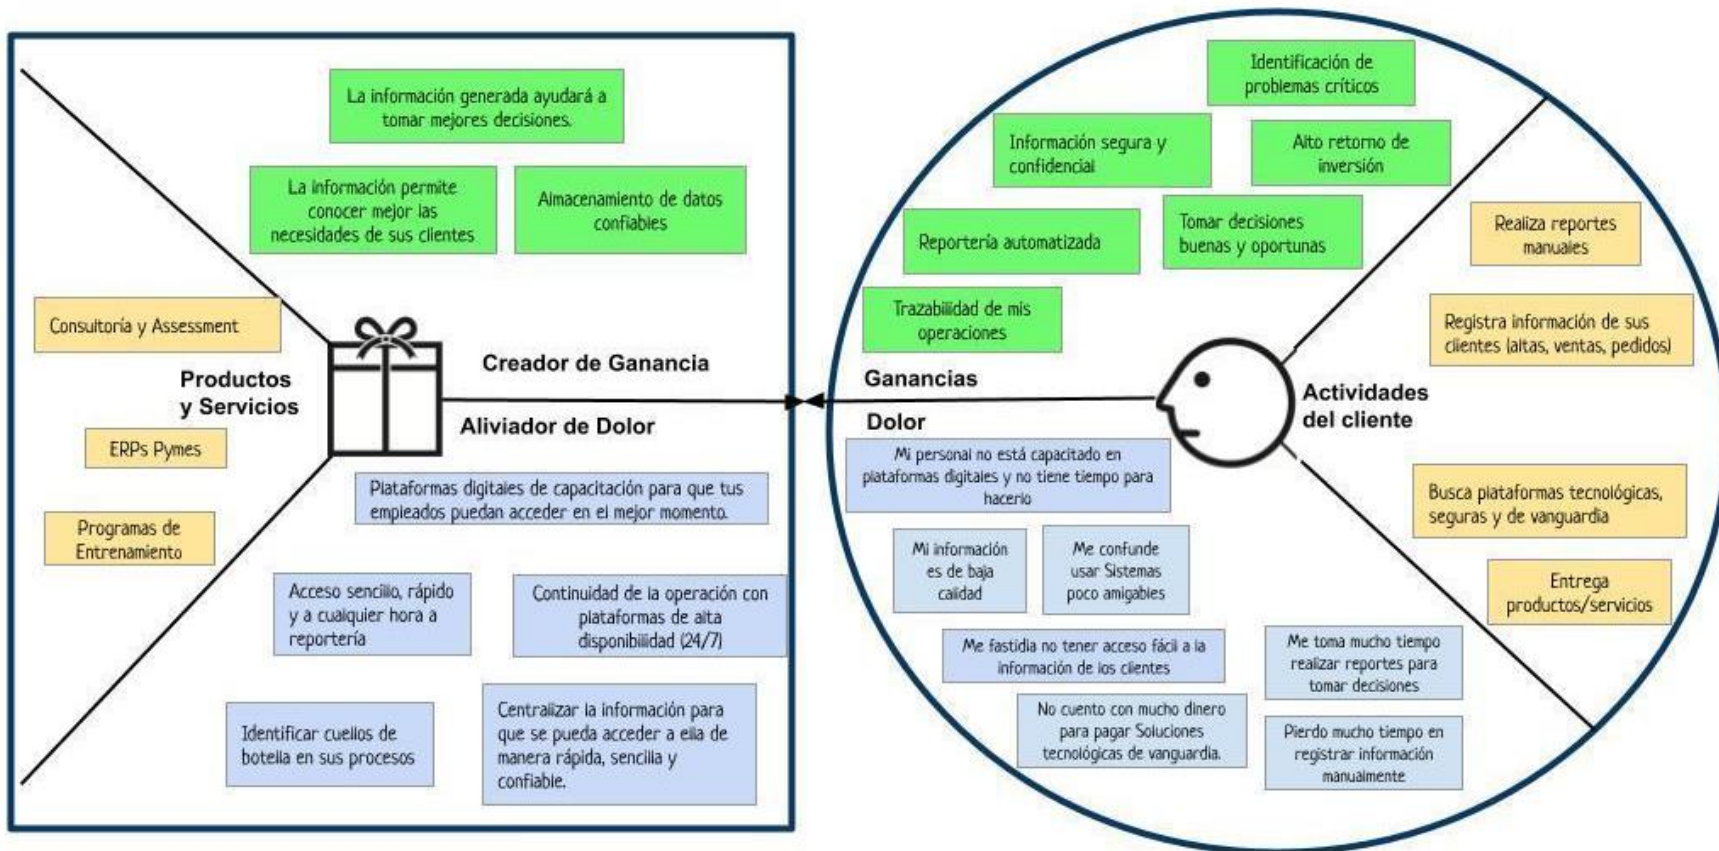 La información generada ayudará a
tomar mejores decisiones.
La información permite
conocer mejor las
necesidades de sus clientes
Almacenamiento de datos
confiables
Consultoría y Assessment
Productos
y Servicios
ERPs Pymes
Programas de
Entrenamiento
Creador de Ganancia
Aliviador de Dolor
Plataformas digitales de capacitación para que tus
empleados puedan acceder en el mejor momento.
Acceso sencillo, rápido
y a cualquier hora a
reportería
Continuidad de la operación con
plataformas de alta
disponibilidad (24/7)
Identificar cuellos de
botella en sus procesos
Centralizar la información para
que se pueda acceder a ella de
manera rápida, sencilla y
confiable.
Identificación de
problemas críticos
Información segura y
confidencial
Alto retorno de
inversión
Reportería automatizada
Tomar decisiones
buenas y oportunas
Trazabilidad de mis
operaciones
Ganancias
Dolor
Mi personal no está capacitado en
plataformas digitales y no tiene tiempo para
hacerlo
Mi información
es de baja
calidad
Me confunde
usar Sistemas
poco amigables
Me fastidia no tener acceso fácil a la
información de los clientes
Me toma mucho tiempo
realizar reportes para
tomar decisiones
No cuento con mucho dinero
para pagar Soluciones
tecnológicas de vanguardia.
Pierdo mucho tiempo en
registrar información
manualmente
Realiza reportes
manuales
Registra información de sus
clientes (altas, ventas, pedidos)
Actividades
del cliente
Busca plataformas tecnológicas,
seguras y de vanguardia
Entrega
productos/servicios